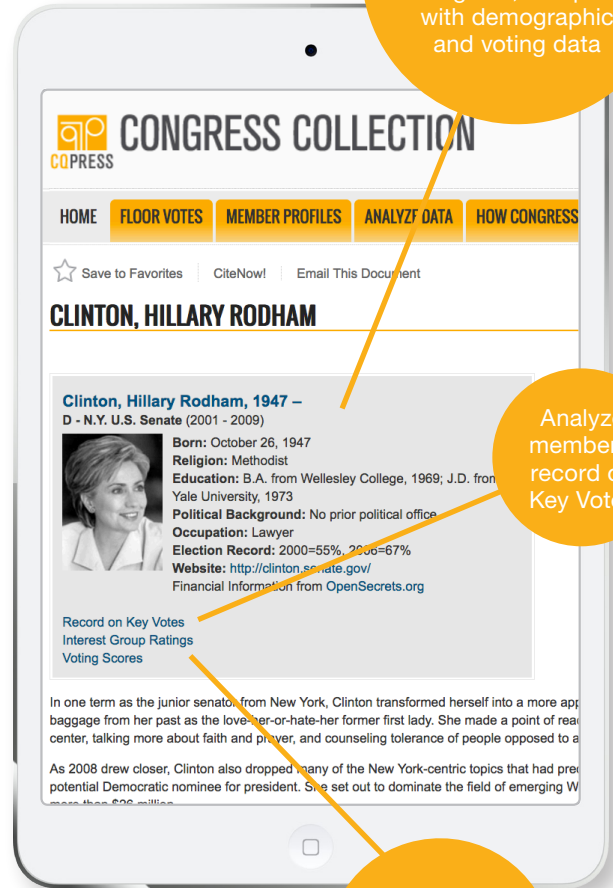 with demographic
and voting data
CQPRESS
CONGRESS COLLECTION
HOME FLOOR VOTES MEMBER PROFILES ANALYZE DATA HOW CONGRESS
Save to Favorites CiteNow! Email This Document
CLINTON, HILLARY RODHAM
Clinton, Hillary Rodham, 1947 –
D - N.Y. U.S. Senate (2001 - 2009)
Born: October 26, 1947
Religion: Methodist
Education: B.A. from Wellesley College, 1969; J.D. from
Yale University, 1973
Political Background: No prior political office
Occupation: Lawyer
Election Record: 2000=55%, 2006=67%
Website: http://clinton.senate.gov/
Financial Information from OpenSecrets.org
Record on Key Votes
Interest Group Ratings
Voting Scores
Analyz
member
record o
Key Vot
In one term as the junior senator from New York, Clinton transformed herself into a more app
baggage from her past as the love-her-or-hate-her former first lady. She made a point of rea
center, talking more about faith and prayer, and counseling tolerance of people opposed to a
As 2008 drew closer, Clinton also dropped many of the New York-centric topics that had pre
potential Democratic nominee for president. She set out to dominate the field of emerging W
more than $26 million